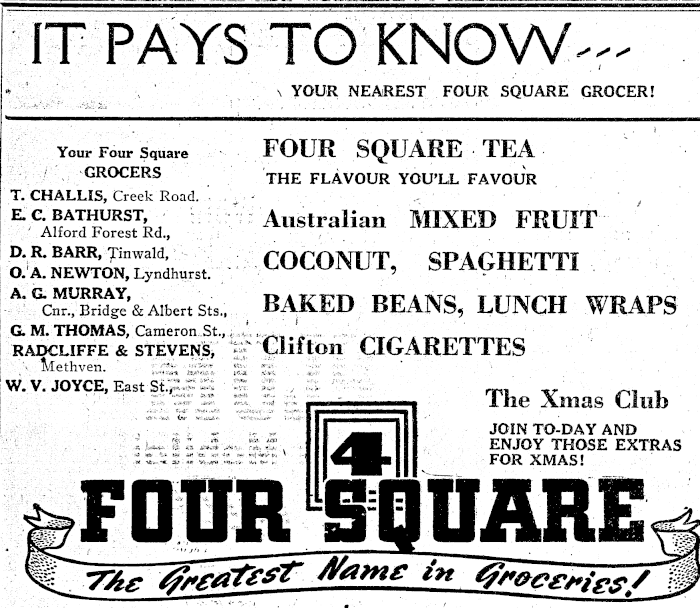 IT PAYS TO KNOW---
YOUR NEAREST FOUR SQUARE GROCER!
Your Four Square
GROCERS
T. CHALLIS, Creek Road.
E. C. BATHURST,
Alford Forest Rd.,
D. R. BARR, Tinwald,
O. A. NEWTON, Lyndhurst.
A. G. MURRAY,
Cnr., Bridge & Albert Sts.,
G. M. THOMAS, Cameron St.,
RADCLIFFE & STEVENS,
Methven.
W. V. JOYCE, East St.,
FOUR SQUARE TEA
THE FLAVOUR YOU'LL FAVOUR
Australian MIXED FRUIT
COCONUT, SPAGHETTI
BAKED BEANS, LUNCH WRAPS
Clifton CIGARETTES
The Xmas Club
JOIN TO-DAY AND
ENJOY THOSE EXTRAS
FOR XMAS!
4
FOUR SQUARE
The Greatest Name in Groceries!